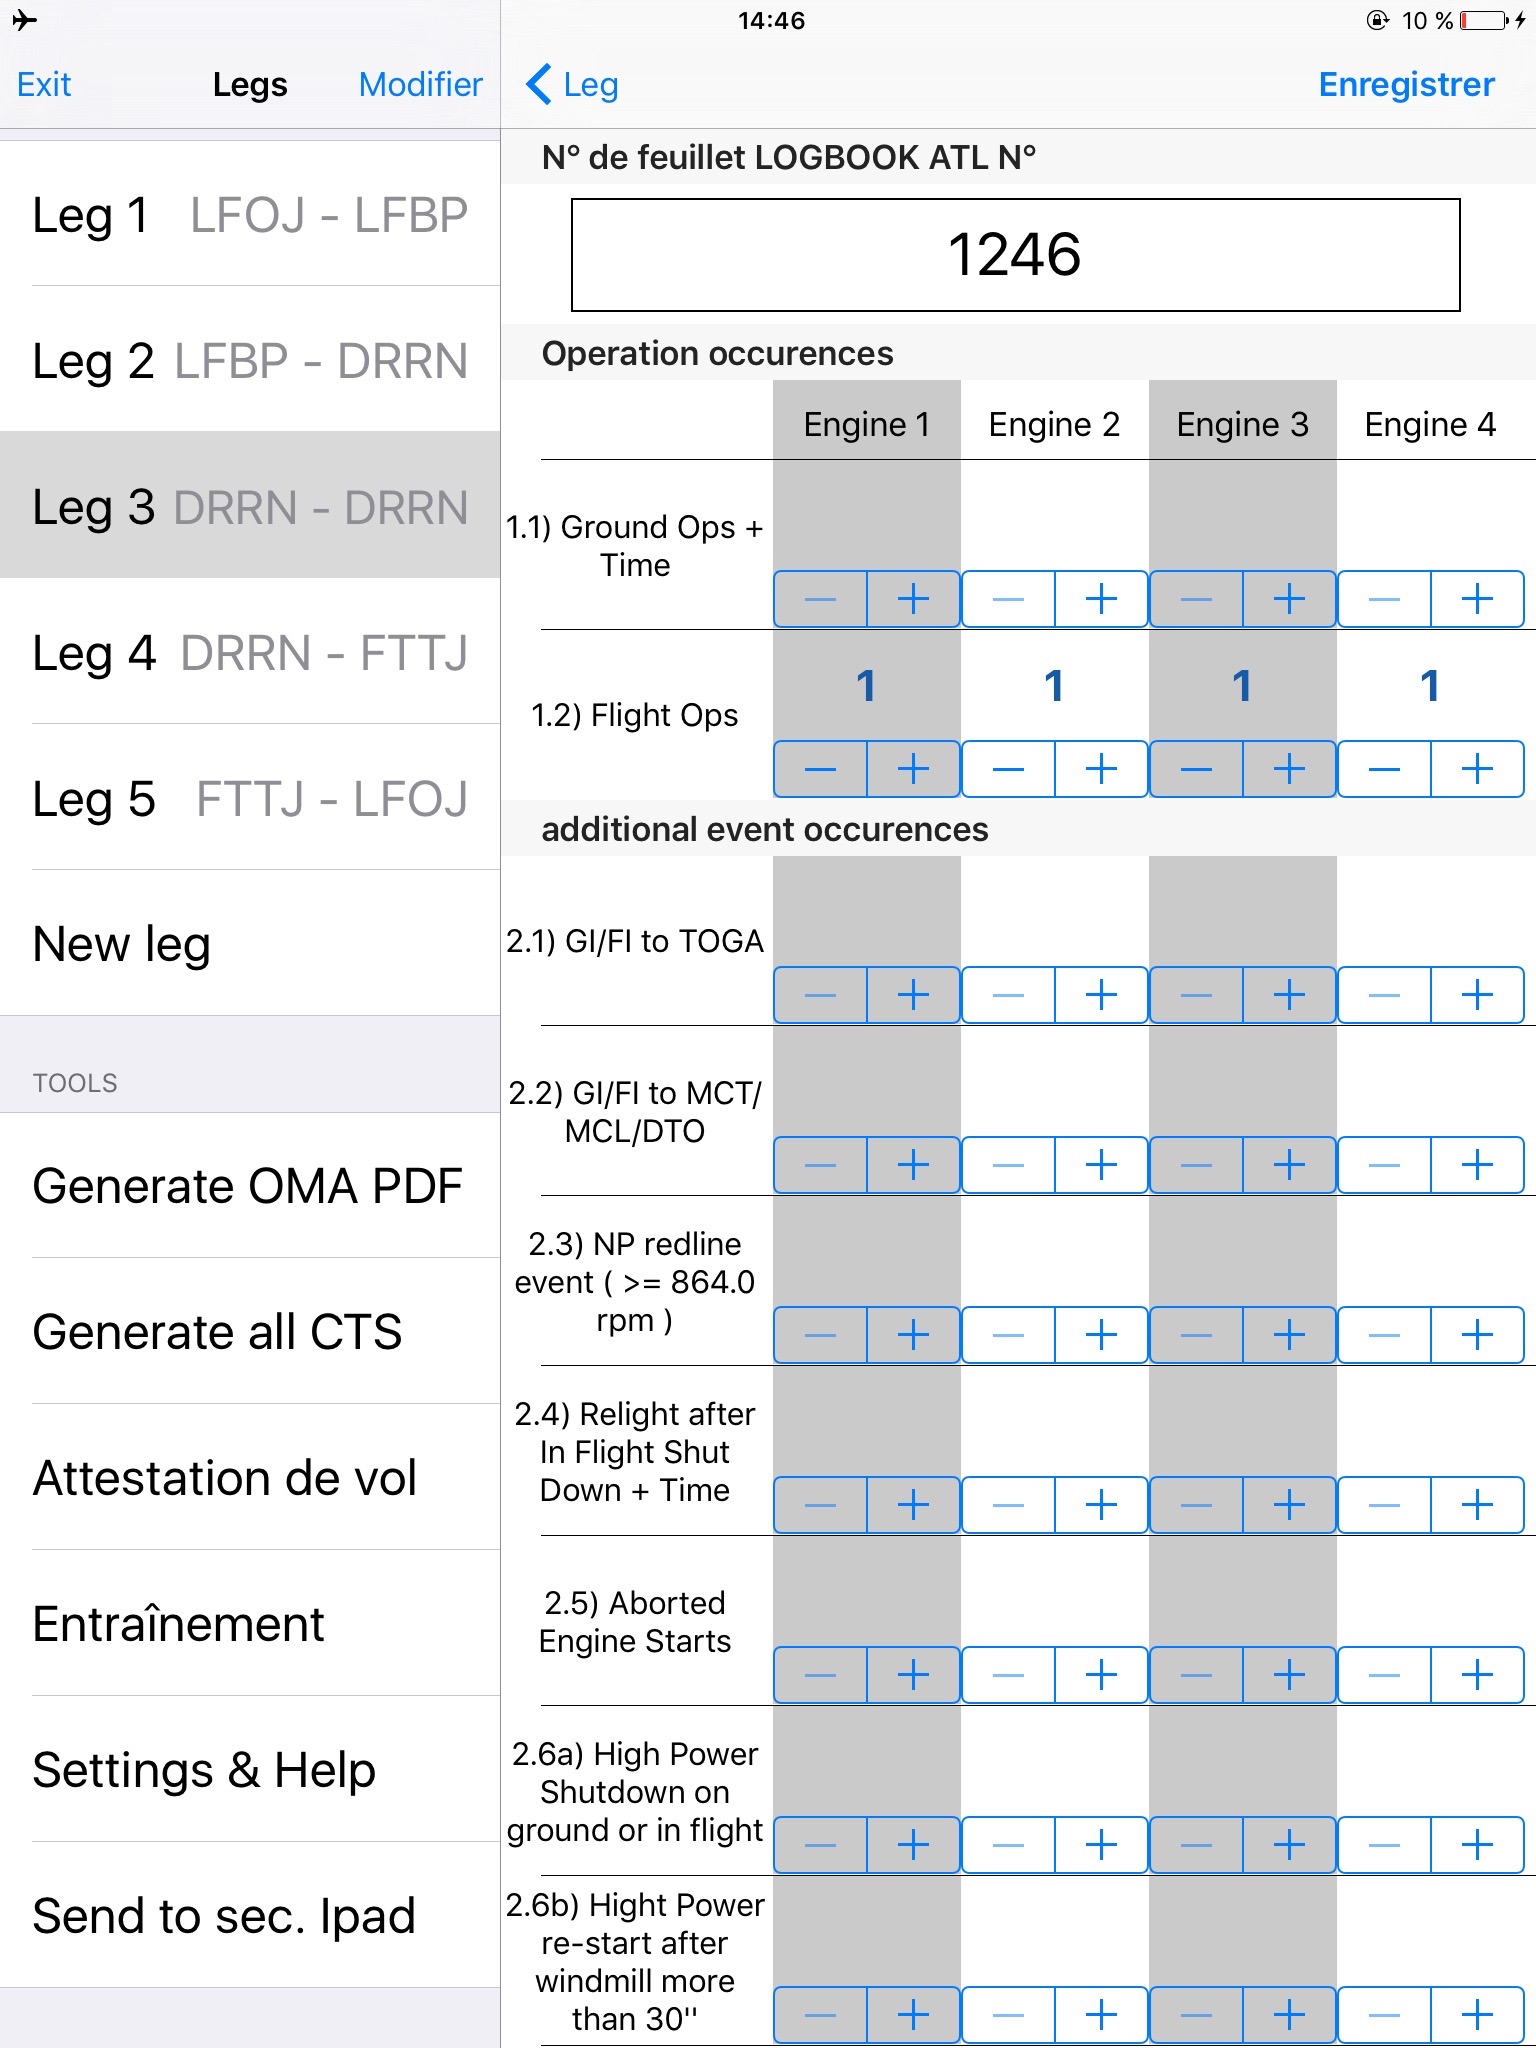 14:46
10 %
Exit
Legs
Modifier
Leg 1 LFOJ - LFBP
Leg 2 LFBP - DRRN
Leg 3 DRRN - DRRN
Leg 4 DRRN - FTTJ
Leg 5 FTTJ - LFOJ
New leg
TOOLS
Generate OMA PDF
Generate all CTS
Attestation de vol
Entraînement
Settings & Help
Send to sec. Ipad
Leg
Enregistrer
N° de feuillet LOGBOOK ATL N°
1246
Operation occurences
Engine 1 Engine 2 Engine 3 Engine 4
1.1) Ground Ops +
Time
— + — + — + — +
1 1 1 1
1.2) Flight Ops
— + — + — + — +
additional event occurences
2.1) GI/FI to TOGA
— + — + — + — +
2.2) GI/FI to MCT/
MCL/DTO
— + — + — + — +
2.3) NP redline
event ( >= 864.0
rpm )
— + — + — + — +
2.4) Relight after
In Flight Shut
Down + Time
— + — + — + — +
2.5) Aborted
Engine Starts
— + — + — + — +
2.6a) High Power
Shutdown on
ground or in flight
— + — + — + — +
2.6b) Hight Power
re-start after
windmill more
than 30''
— + — + — + — +